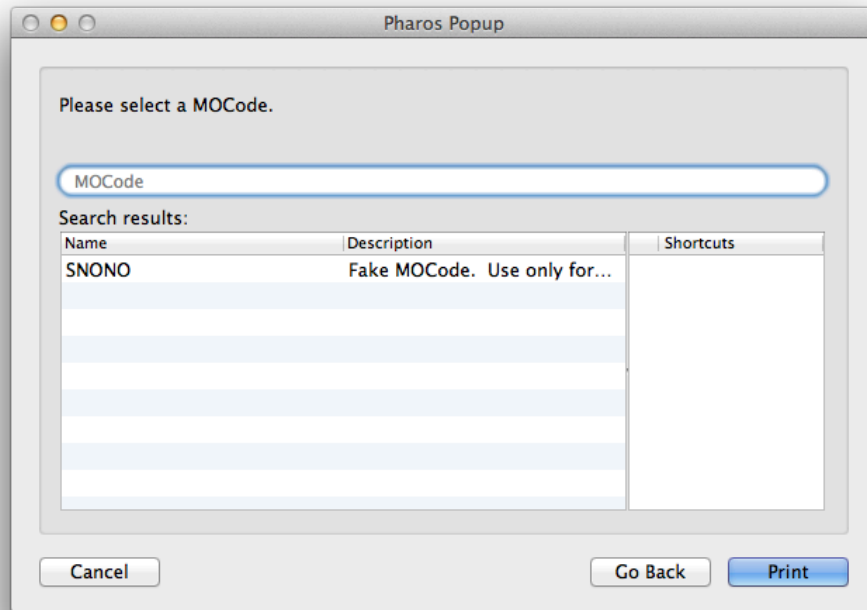 Pharos Popup
Please select a MOCode.
MOCode
Search results:
Name Description Shortcuts
SNONO Fake MOCode. Use only for...
Cancel Go Back Print